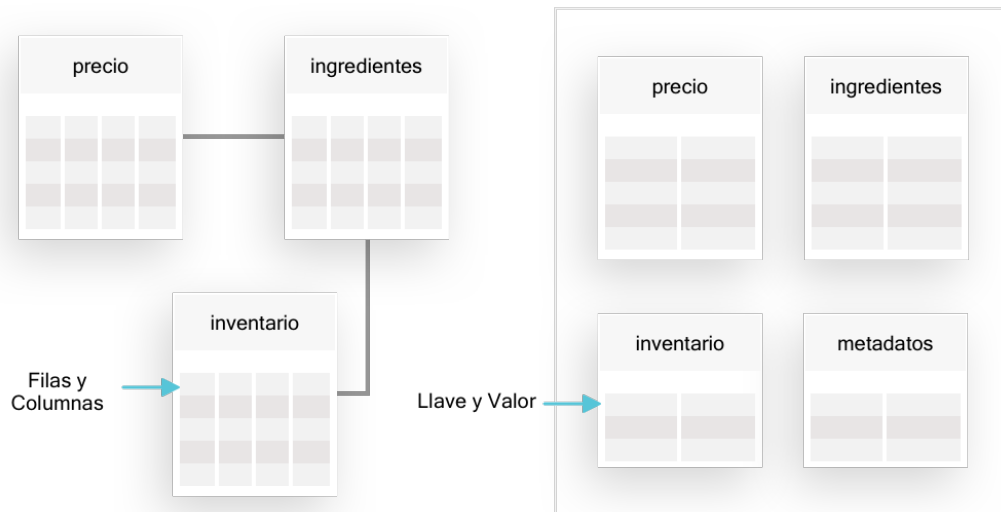 precio
ingredientes
inventario
Filas y
Columnas
precio
ingredientes
inventario
metadatos
Llave y Valor